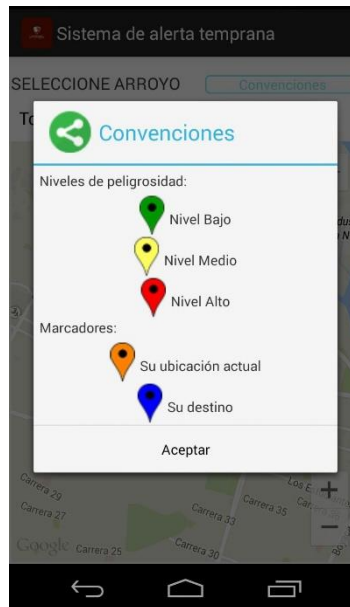 Sistema de alerta temprana
SELECCIONE ARROYO
Convenciones
Convenciones
Niveles de peligrosidad:
Nivel Bajo
Nivel Medio
Nivel Alto
Marcadores:
Su ubicación actual
Su destino
Aceptar
Carrera 29
Carrera 27
Carrera 33
Carrera 35
Google
Carrera 25
Carrera 30
+
−